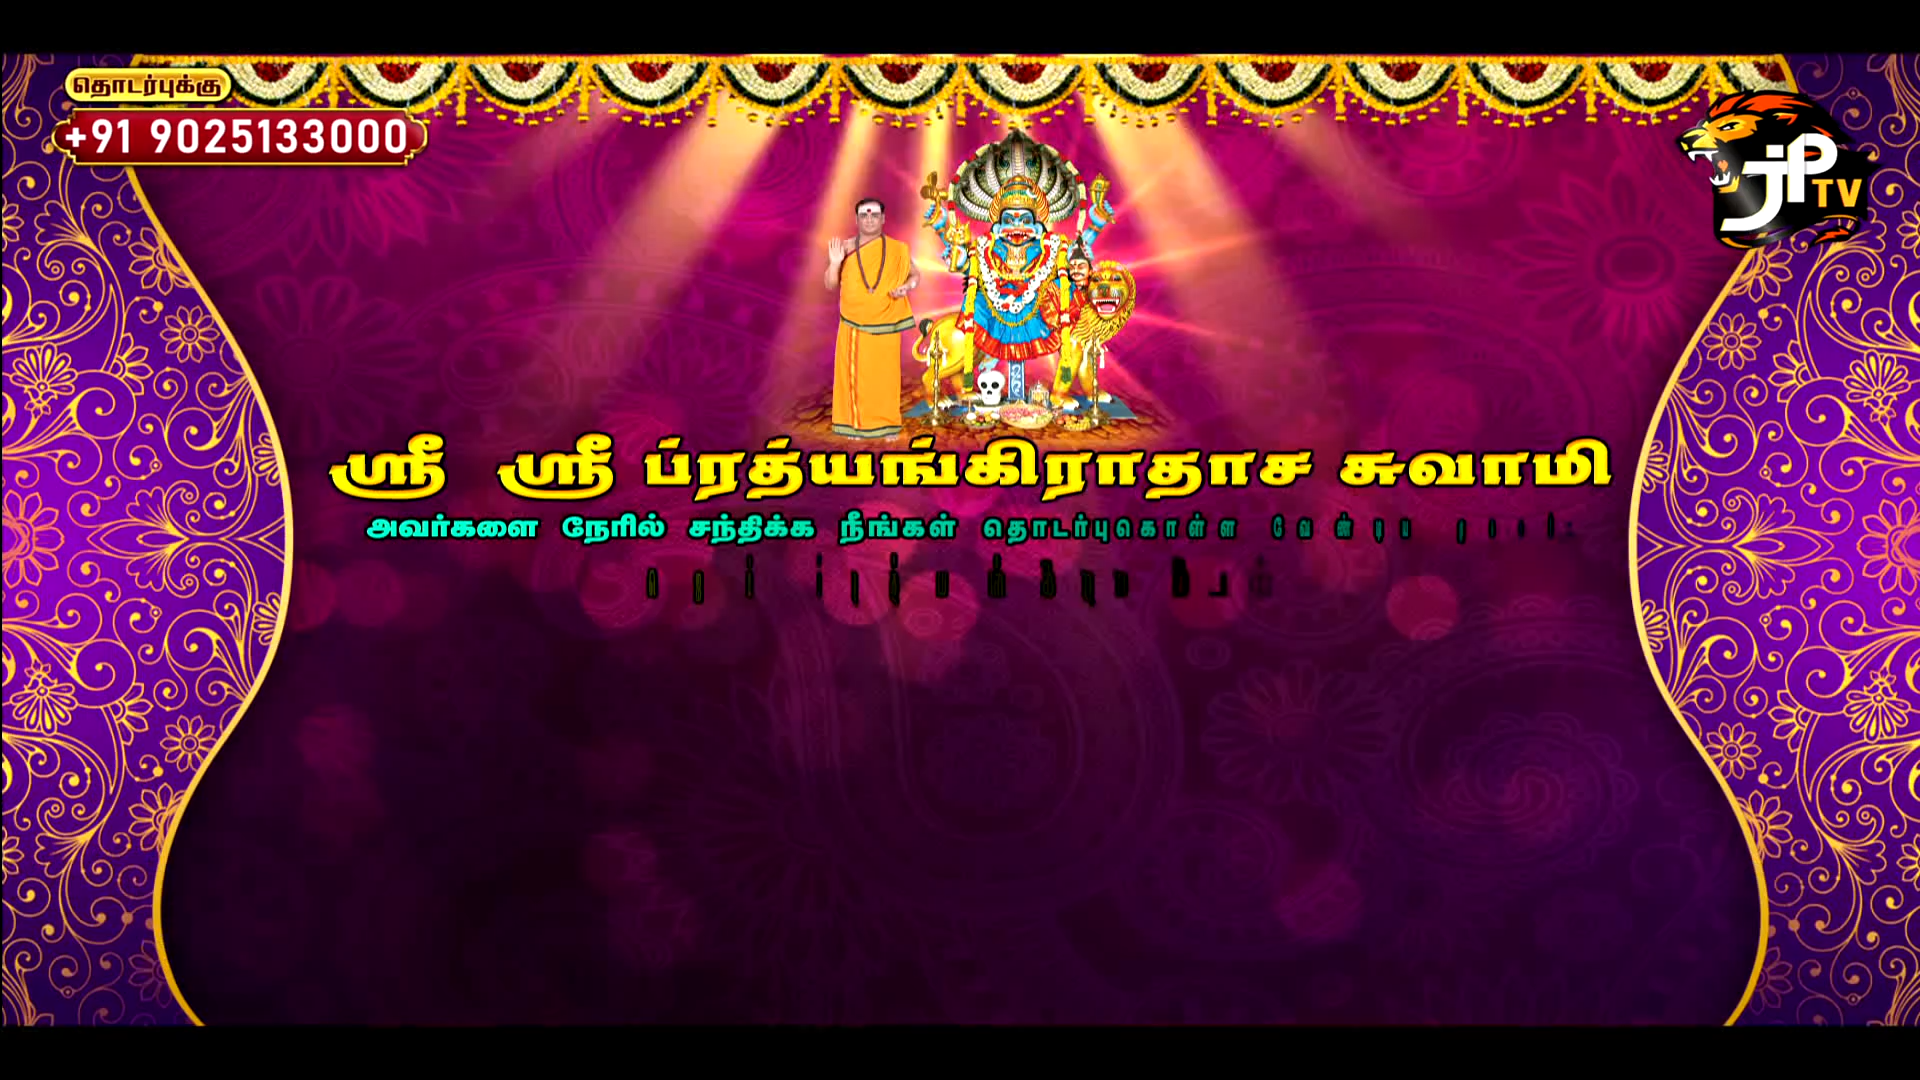 தொடர்புக்கு
+91 9025133000
JP TV
ஸ்ரீ ஸ்ரீ ப்ரத்யங்கிராதாச சுவாமி
அவர்களை நேரில் சந்திக்க நீங்கள் தொடர்புகொள்ள வேண்டிய